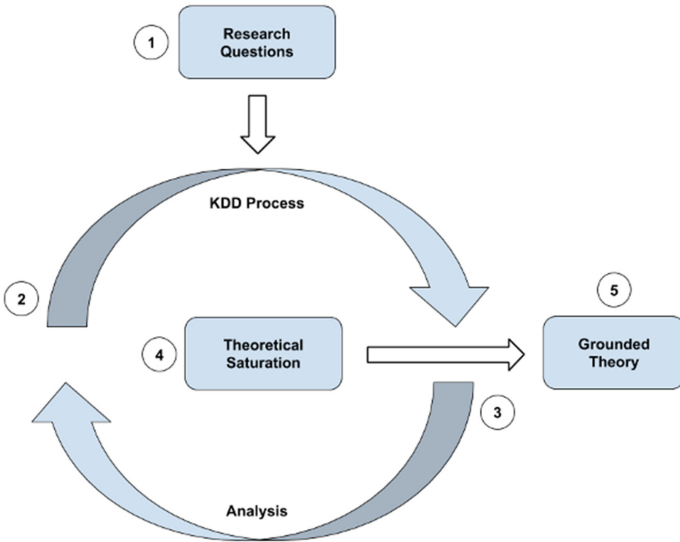 1
Research
Questions
KDD Process
2
5
4
Theoretical
Saturation
Grounded
Theory
3
Analysis